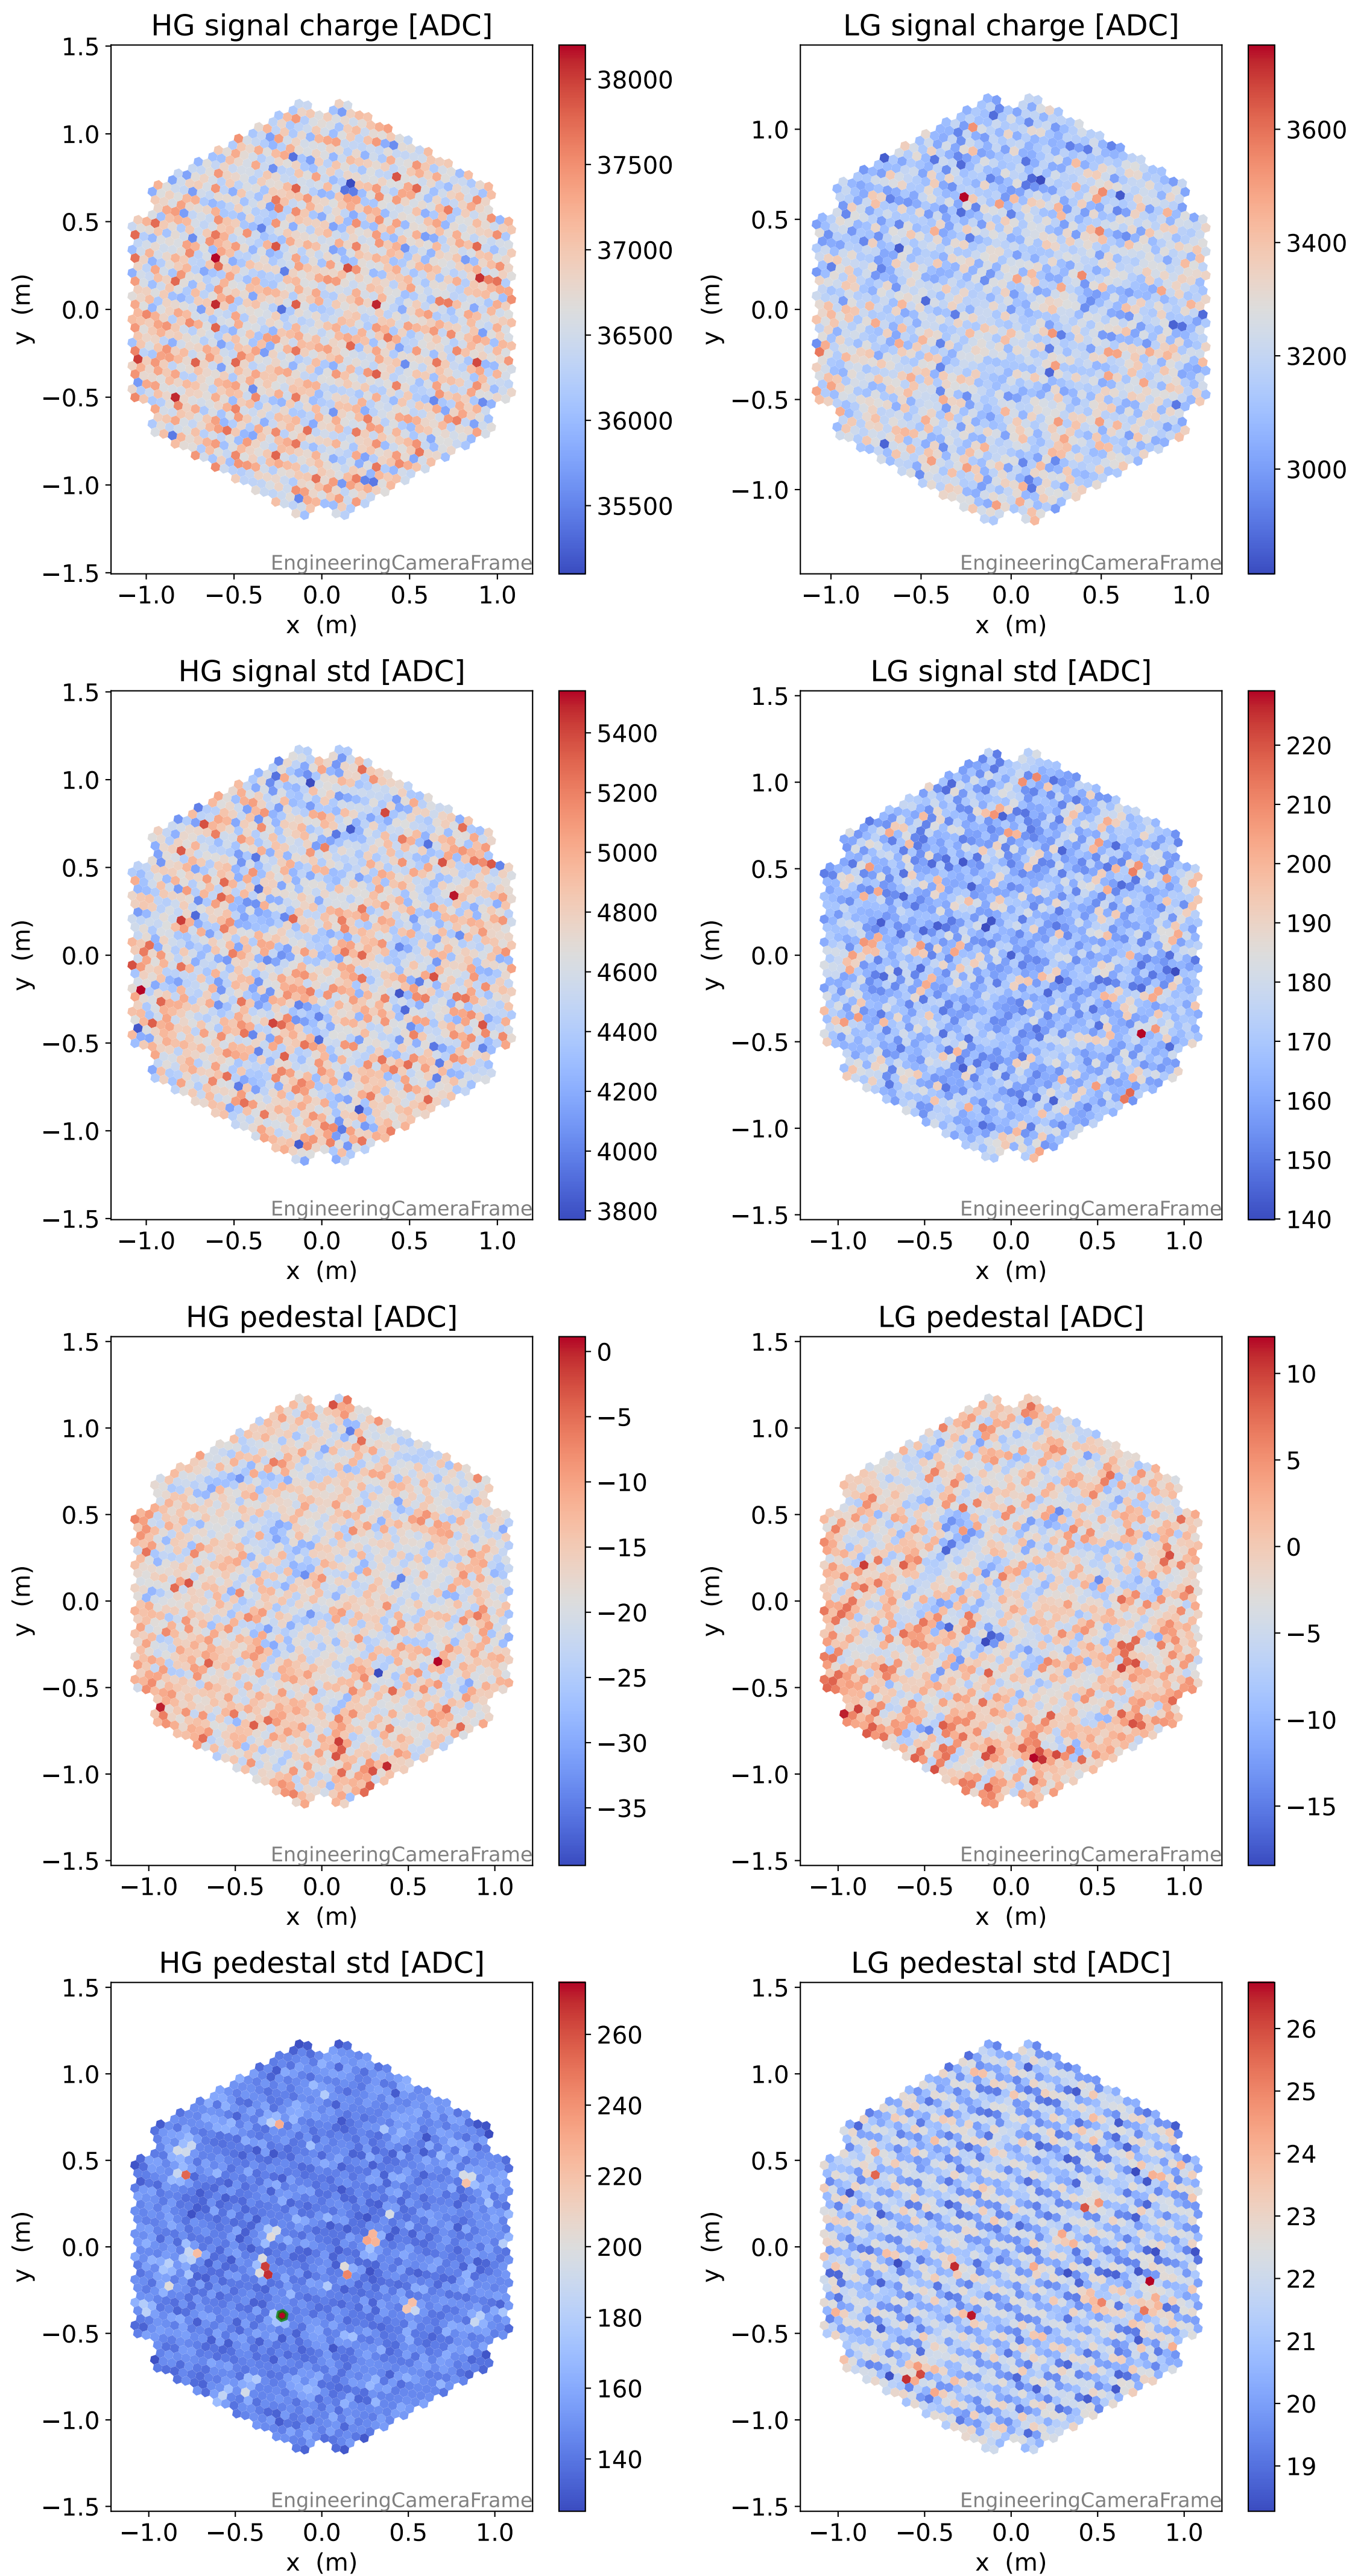 HG signal charge [ADC]
LG signal charge [ADC]
1.5
1.0
0.5
0.0
−0.5
−1.0
−1.5
y (m)
−1.0 −0.5 0.0 0.5 1.0
x (m)
EngineeringCameraFrame
38000
37500
37000
36500
36000
35500
1.0
0.5
0.0
−0.5
−1.0
y (m)
−1.0 −0.5 0.0 0.5 1.0
x (m)
EngineeringCameraFrame
3600
3400
3200
3000
HG signal std [ADC]
LG signal std [ADC]
1.5
1.0
0.5
0.0
−0.5
−1.0
−1.5
y (m)
−1.0 −0.5 0.0 0.5 1.0
x (m)
EngineeringCameraFrame
5400
5200
5000
4800
4600
4400
4200
4000
3800
1.5
1.0
0.5
0.0
−0.5
−1.0
−1.5
y (m)
−1.0 −0.5 0.0 0.5 1.0
x (m)
EngineeringCameraFrame
220
210
200
190
180
170
160
150
140
HG pedestal [ADC]
LG pedestal [ADC]
1.5
1.0
0.5
0.0
−0.5
−1.0
−1.5
y (m)
−1.0 −0.5 0.0 0.5 1.0
x (m)
EngineeringCameraFrame
0
−5
−10
−15
−20
−25
−30
−35
1.5
1.0
0.5
0.0
−0.5
−1.0
−1.5
y (m)
−1.0 −0.5 0.0 0.5 1.0
x (m)
EngineeringCameraFrame
10
5
0
−5
−10
−15
HG pedestal std [ADC]
LG pedestal std [ADC]
1.5
1.0
0.5
0.0
−0.5
−1.0
−1.5
y (m)
−1.0 −0.5 0.0 0.5 1.0
x (m)
EngineeringCameraFrame
260
240
220
200
180
160
140
1.5
1.0
0.5
0.0
−0.5
−1.0
−1.5
y (m)
−1.0 −0.5 0.0 0.5 1.0
x (m)
EngineeringCameraFrame
26
25
24
23
22
21
20
19